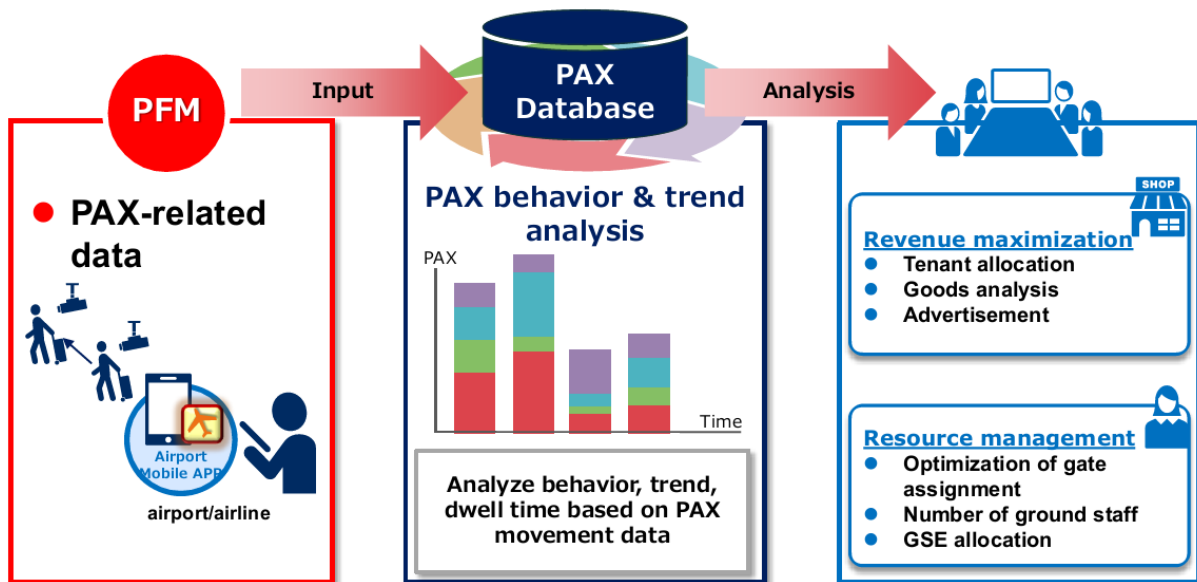 PFM
PAX-related
data
Airport
Mobile APP
airport/airline
Input
PAX
Database
PAX behavior & trend
analysis
PAX
Time
Analyze behavior, trend,
dwell time based on PAX
movement data
Analysis
SHOP
Revenue maximization
Tenant allocation
Goods analysis
Advertisement
Resource management
Optimization of gate
assignment
Number of ground staff
GSE allocation